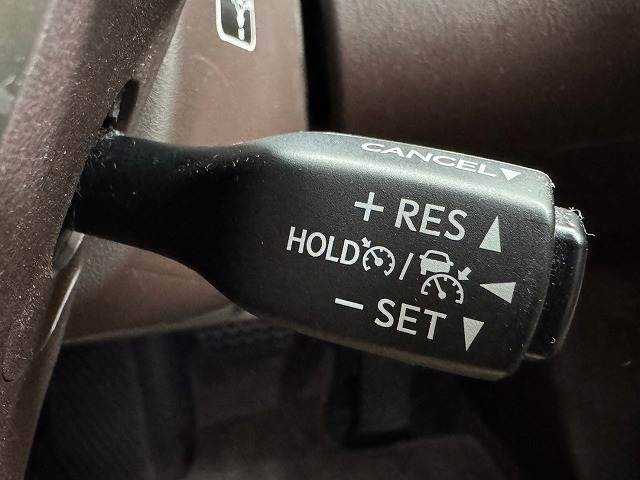 CANCEL▼
+ RES ▲
HOLD / ◀
− SET ▼